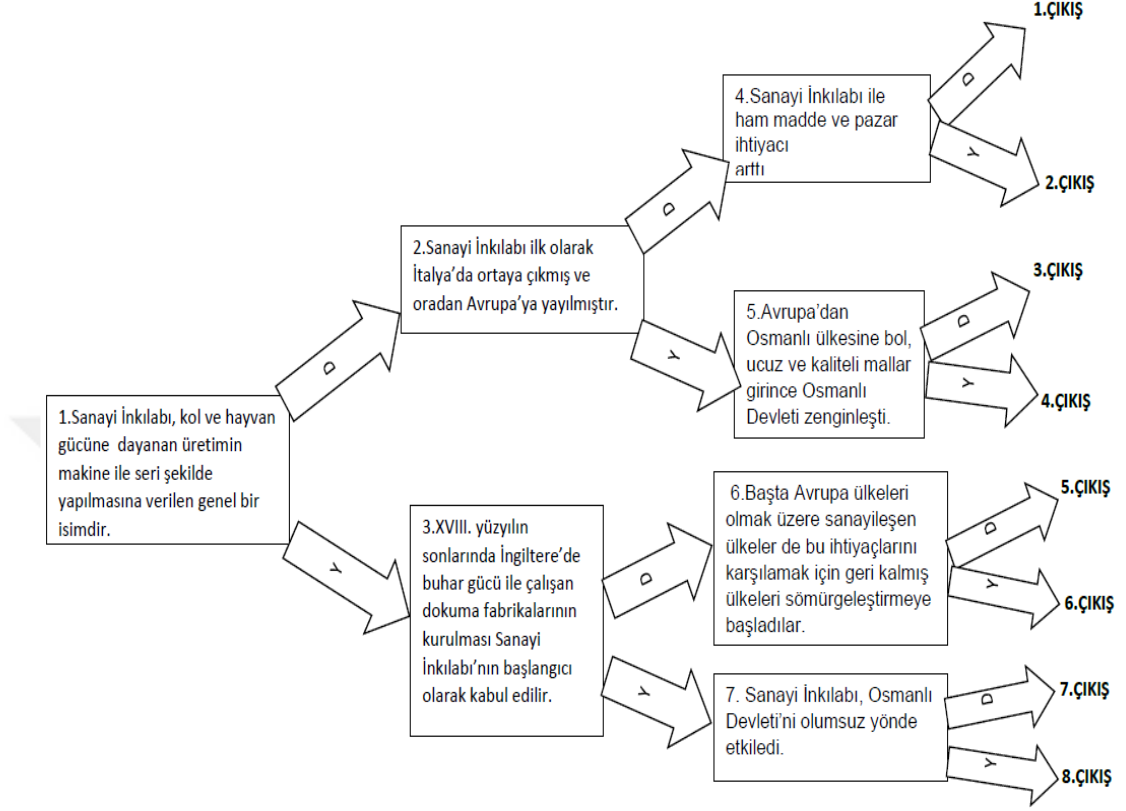 1.Sanayi İnkılabı, kol ve hayvan
gücüne dayanan üretimin
makine ile seri şekilde
yapılmasına verilen genel bir
isimdir.
D
Y
2.Sanayi İnkılabı ilk olarak
İtalya’da ortaya çıkmış ve
oradan Avrupa’ya yayılmıştır.
D
Y
3.XVIII. yüzyılın
sonlarında İngiltere’de
buhar gücü ile çalışan
dokuma fabrikalarının
kurulması Sanayi
İnkılabı’nın başlangıcı
olarak kabul edilir.
D
Y
4.Sanayi İnkılabı ile
ham madde ve pazar
ihtiyacı
arttı
D
Y
1.ÇIKIŞ
2.ÇIKIŞ
5.Avrupa’dan
Osmanlı ülkesine bol,
ucuz ve kaliteli mallar
girince Osmanlı
Devleti zenginleşti.
D
Y
3.ÇIKIŞ
4.ÇIKIŞ
6.Başta Avrupa ülkeleri
olmak üzere sanayileşen
ülkeler de bu ihtiyaçlarını
karşılamak için geri kalmış
ülkeleri sömürgeleştirmeye
başladılar.
D
Y
5.ÇIKIŞ
6.ÇIKIŞ
7. Sanayi İnkılabı, Osmanlı
Devleti’ni olumsuz yönde
etkiledi.
D
Y
7.ÇIKIŞ
8.ÇIKIŞ